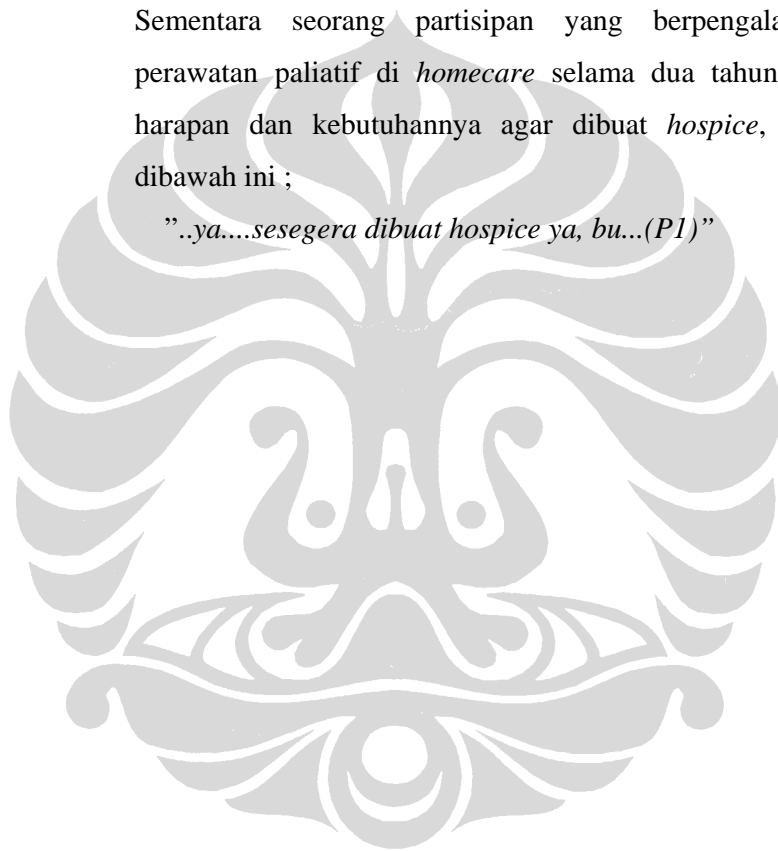 Sementara seorang partisipan yang
perawatan paliatif di homecare selama dua tahun
harapan dan kebutuhannya agar dibuat hospice,
dibawah ini ;
”..ya....sesegera dibuat hospice ya, bu...(P1)”